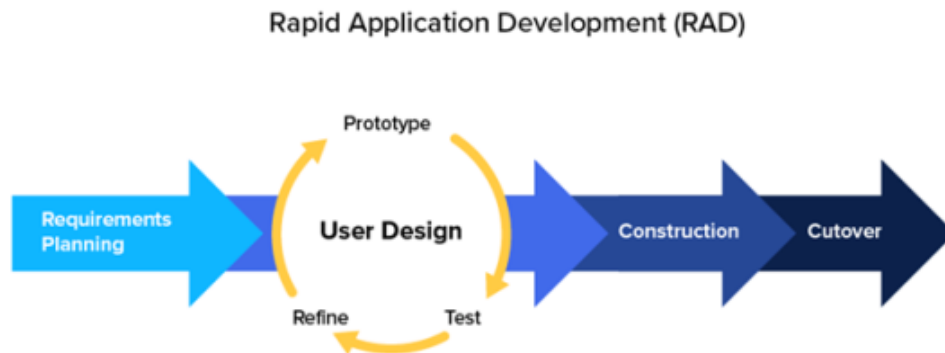 Rapid Application Development (RAD)
Prototype
Requirements
Planning
User Design
Construction
Cutover
Refine
Test